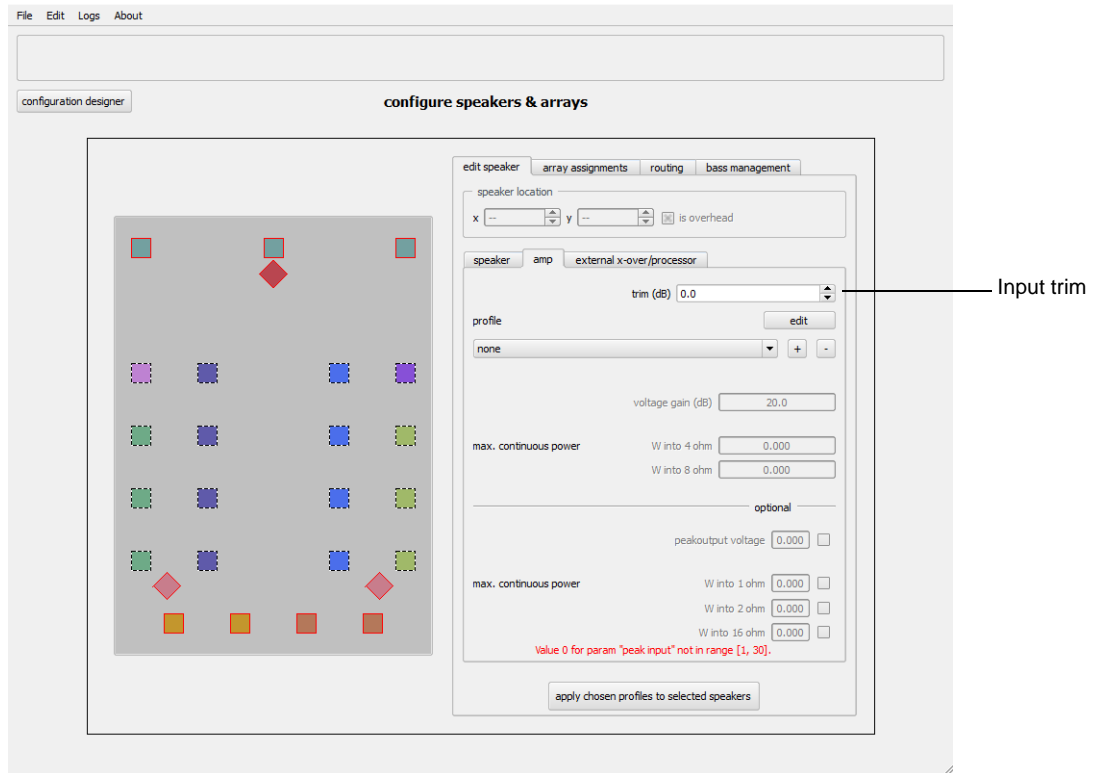 File Edit Logs About
configuration designer
configure speakers & arrays
edit speaker array assignments routing bass management
speaker location
x -- y -- is overhead
speaker amp external x-over/processor
trim (dB) 0.0
Input trim
profile edit
none + -
voltage gain (dB) 20.0
max. continuous power W into 4 ohm 0.000
W into 8 ohm 0.000
optional
peakoutput voltage 0.000
max. continuous power W into 1 ohm 0.000
W into 2 ohm 0.000
W into 16 ohm 0.000
Value 0 for param "peak input" not in range [1, 30].
apply chosen profiles to selected speakers